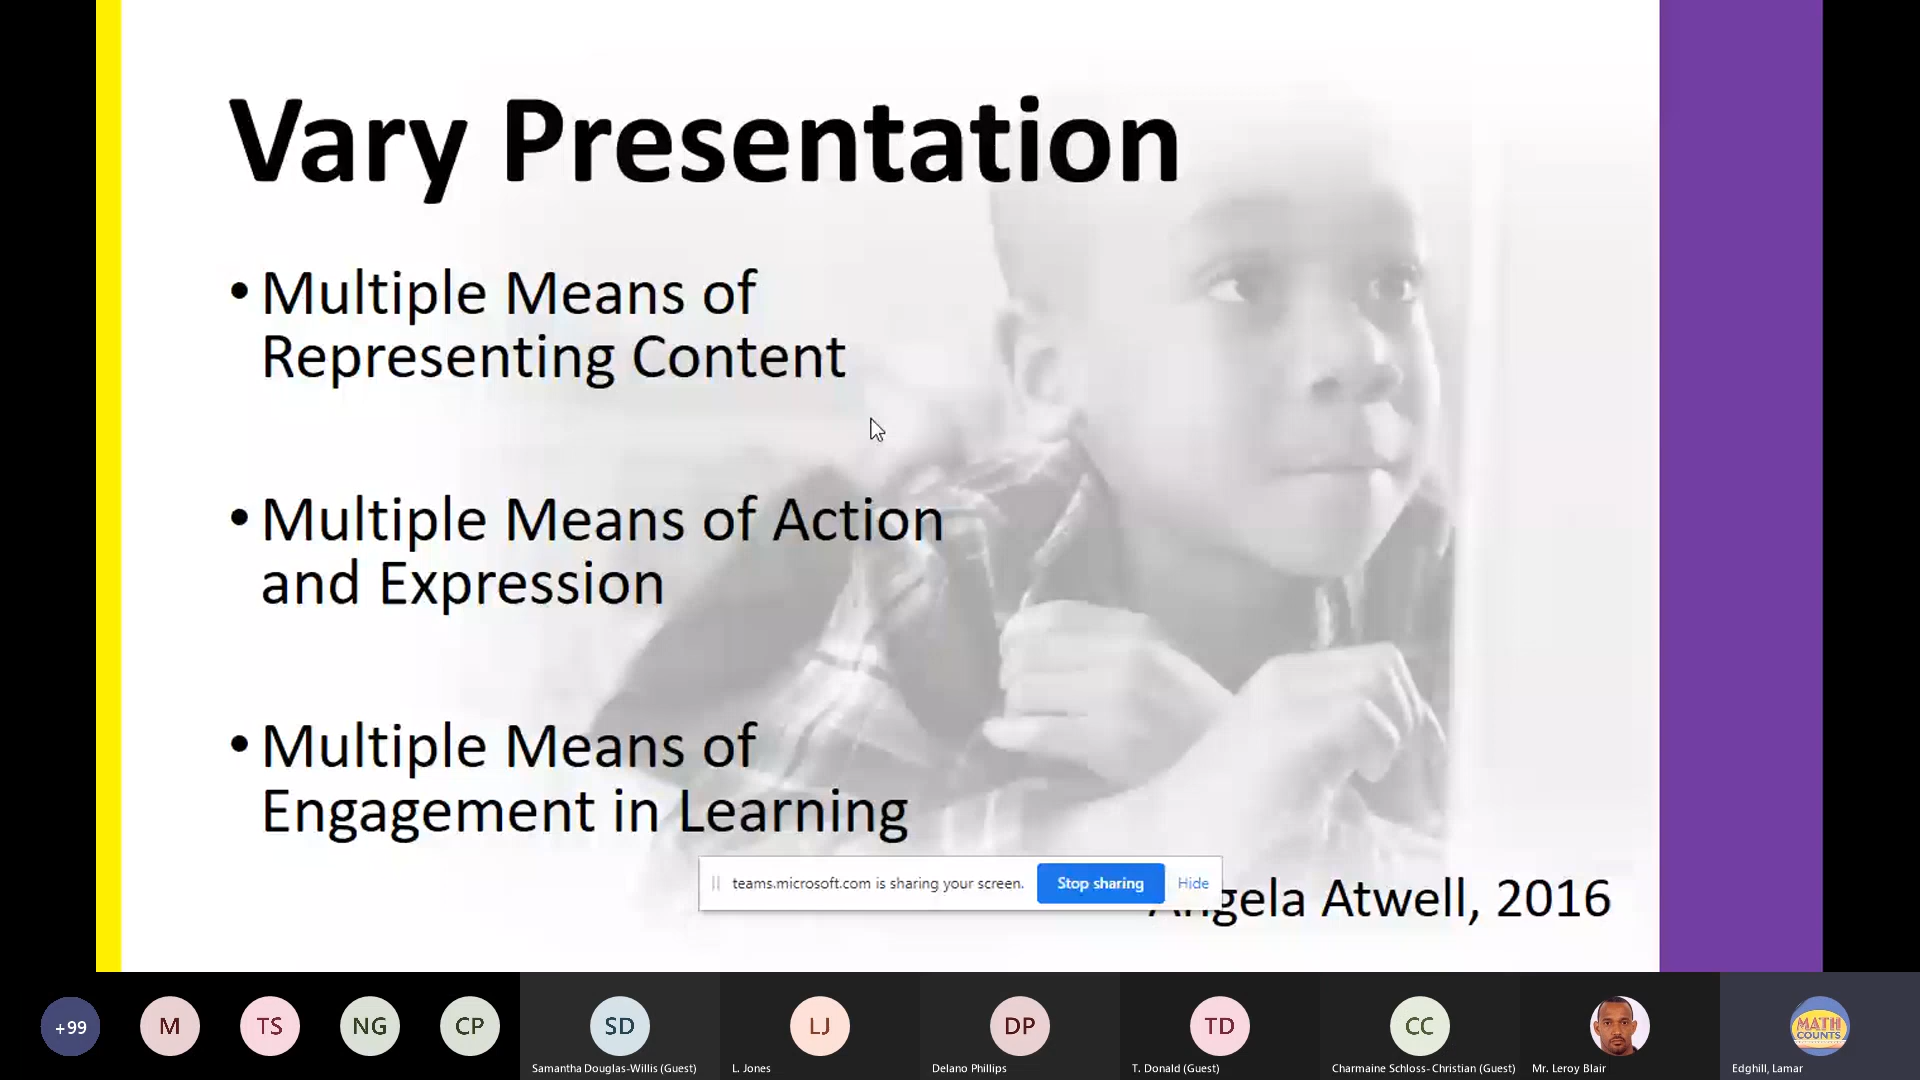 Vary Presentation
• Multiple Means of
Representing Content
• Multiple Means of Action
and Expression
• Multiple Means of
Engagement in Learning
teams.microsoft.com is sharing your screen.
Stop sharing
Hide
Angela Atwell, 2016
+99
M
TS
NG
CP
SD
LJ
DP
TD
CC
MATH
COUNTS
Samantha Douglas-Willis (Guest)
L. Jones
Delano Phillips
T. Donald (Guest)
Charmaine Schloss- Christian (Guest)
Mr. Leroy Blair
Edghill, Lamar